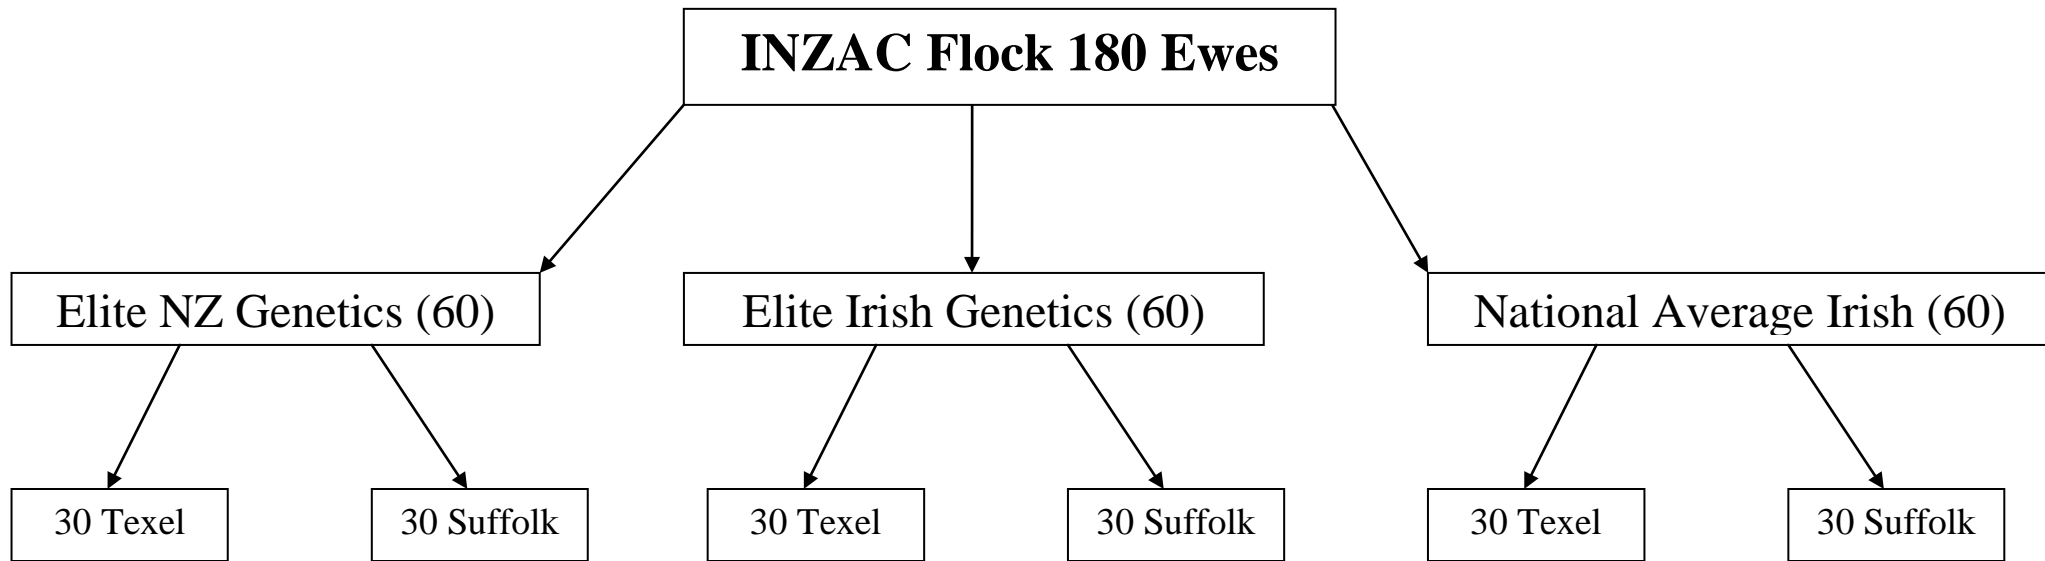 INZAC Flock 180 Ewes
Elite NZ Genetics (60)
Elite Irish Genetics (60)
National Average Irish (60)
30 Texel
30 Suffolk
30 Texel
30 Suffolk
30 Texel
30 Suffolk